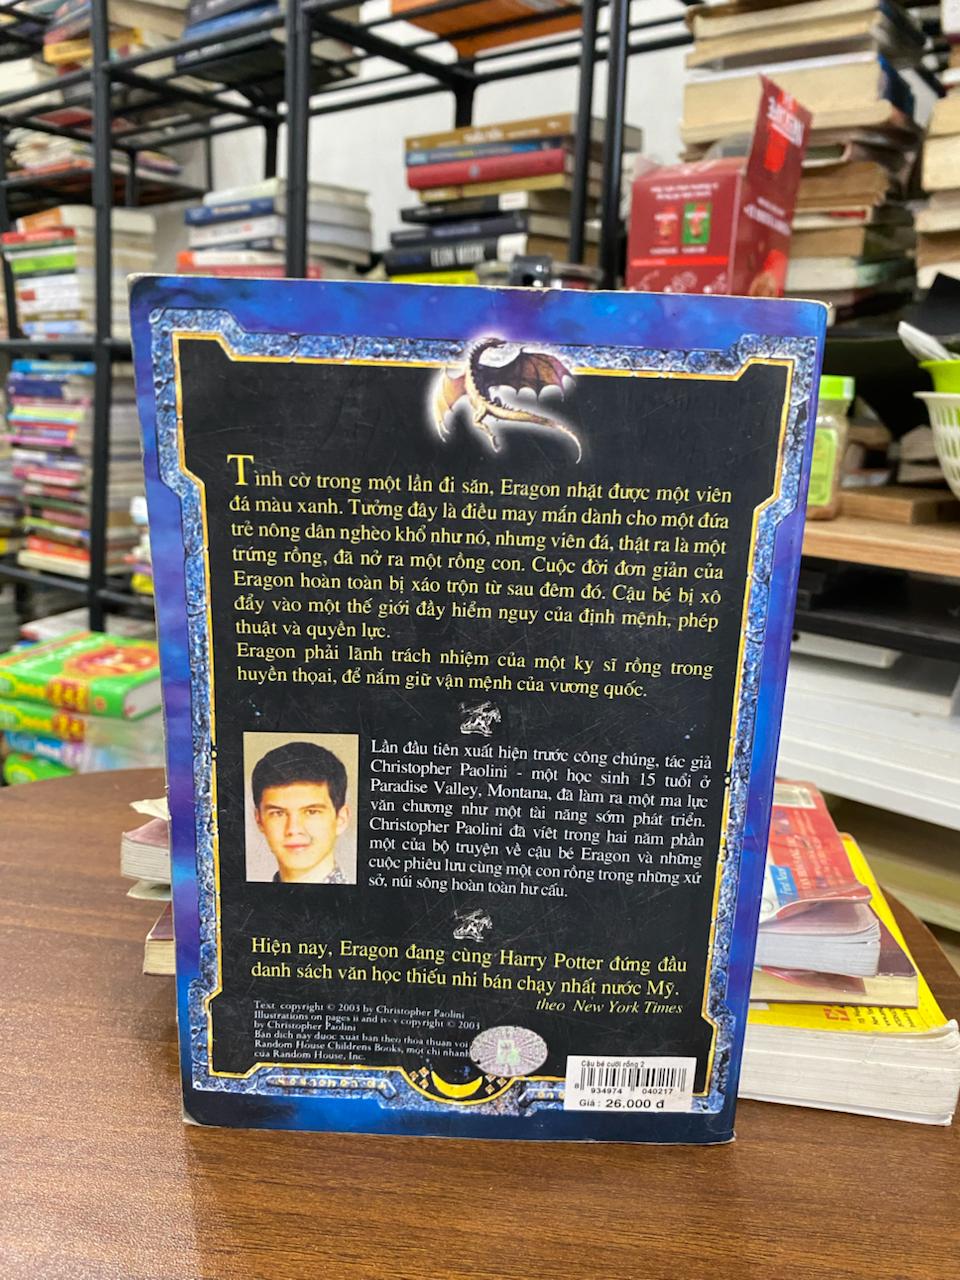 Tình cờ trong một lần đi săn, Eragon nhặt được một viên
đá màu xanh. Tưởng đây là điều may mắn dành cho một đứa
trẻ nông dân nghèo khổ như nó, nhưng viên đá, thật ra là một
trứng rồng, đã nở ra một rồng con. Cuộc đời đơn giản của
Eragon hoàn toàn bị xáo trộn từ sau đêm đó. Cậu bé bị xô
đẩy vào một thế giới đầy hiểm nguy của định mệnh, phép
thuật và quyền lực.
Eragon phải lãnh trách nhiệm của một kỵ sĩ rồng trong
huyền thọai, để nắm giữ vận mệnh của vương quốc.
Lần đầu tiên xuất hiện trước công chúng, tác giả
Christopher Paolini - một học sinh 15 tuổi ở
Paradise Valley, Montana, đã làm ra một ma lực
văn chương như một tài năng sớm phát triển.
Christopher Paolini đã viêt trong hai năm phần
một của bộ truyện về cậu bé Eragon và những
cuộc phiêu lưu cùng một con rồng trong những xứ
sở, núi sông hoàn toàn hư cấu.
Hiện nay, Eragon đang cùng Harry Potter đứng đầu
danh sách văn học thiếu nhi bán chạy nhất nước Mỹ.
theo New York Times
Text copyright © 2003 by Christopher Paolini
Illustrations on pages ii and iv-v copyright © 2003
by Christopher Paolini
Bản dịch này được xuất bản theo thỏa thuận với
Random House Childrens Books, một chi nhánh
của Random House, Inc.
Cậu bé cưỡi rồng 2
8 934974 040217
Giá : 26.000 đ